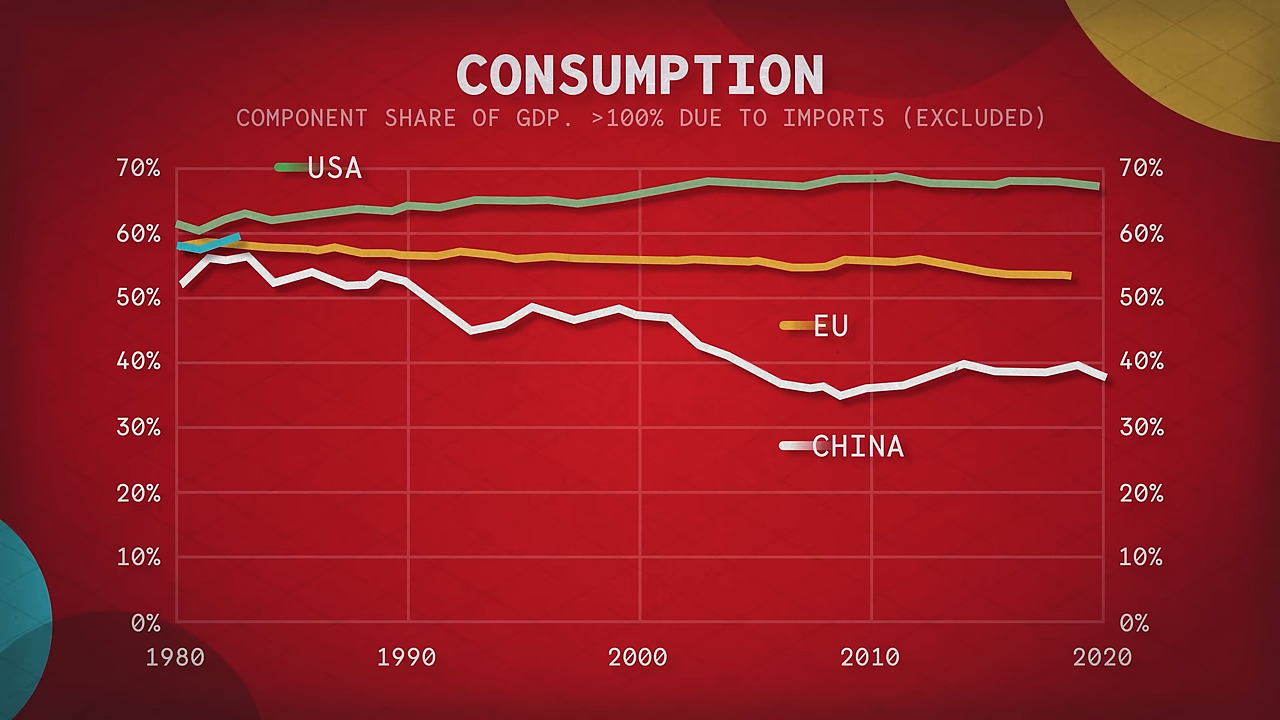 CONSUMPTION
COMPONENT SHARE OF GDP. >100% DUE TO IMPORTS (EXCLUDED)
70% USA 70%
60% 60%
50% 50%
EU
40% 40%
30% 30%
CHINA
20% 20%
10% 10%
0% 0%
1980 1990 2000 2010 2020